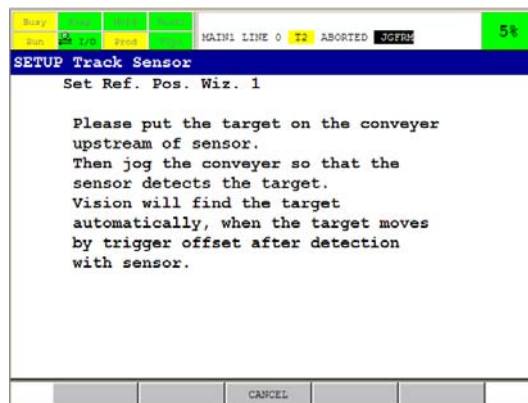 Busy
Run I/O Prod
MAIN1 LINE 0 T2 ABORTED JGFRM
5%
SETUP Track Sensor
Set Ref. Pos. Wiz. 1
Please put the target on the conveyer
upstream of sensor.
Then jog the conveyer so that the
sensor detects the target.
Vision will find the target
automatically, when the target moves
by trigger offset after detection
with sensor.
CANCEL